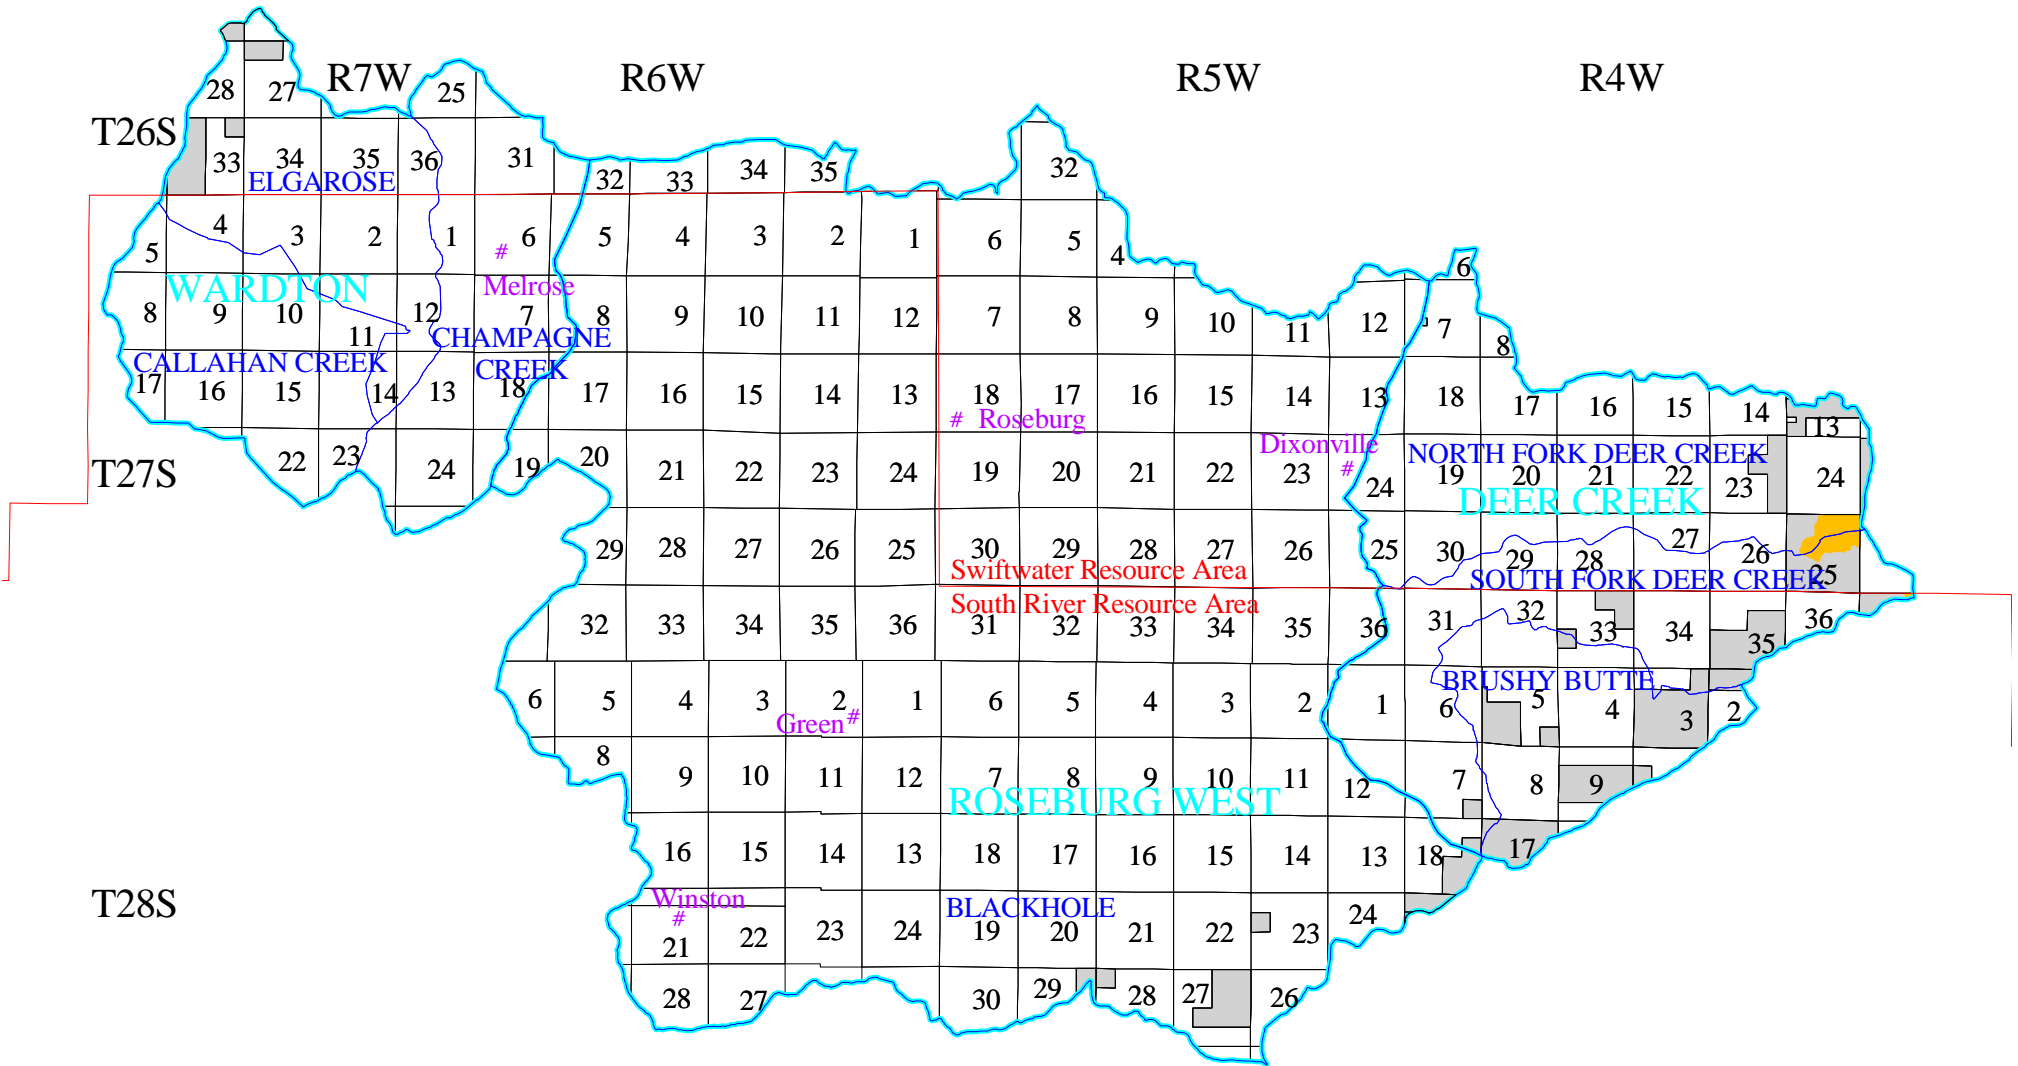 R7W R6W R5W R4W
28 27 25
T26S
33 34 35 36 31 32 33 34 35 32
ELGAROSE
5 4 3 2 1 6 5 4 3 2 1 6 5 4 6
#
WARDTON Melrose
8 9 10 11 12 7 8 9 10 11 12 7 8 9 10 11 12 7 8
CHAMPAGNE
CREEK
CALLAHAN CREEK
17 16 15 14 13 18 17 16 15 14 13 18 17 16 15 14 13 18 17 16 15 14 13
# Roseburg
Dixonville
#
NORTH FORK DEER CREEK
T27S
22 23 24 19 20 21 22 23 24 19 20 21 22 23 24 19 20 21 22 23 24
DEER CREEK
29 28 27 26 25 30 29 28 27 26 25 30 29 28 27 26 25
Swiftwater Resource Area
SOUTH FORK DEER CREEK
South River Resource Area
32 33 34 35 36 31 32 33 34 35 36 31 32 33 34 35 36
BRUSHY BUTTE
6 5 4 3 2 1 6 5 4 3 2 1 6 5 4 3 2
Green #
8 9 10 11 12 7 8 9 10 11 12 7 8 9
ROSEBURG WEST
16 15 14 13 18 17 16 15 14 13 18 17
Winston
#
BLACKHOLE
T28S
21 22 23 24 19 20 21 22 23 24
28 27 30 29 28 27 26